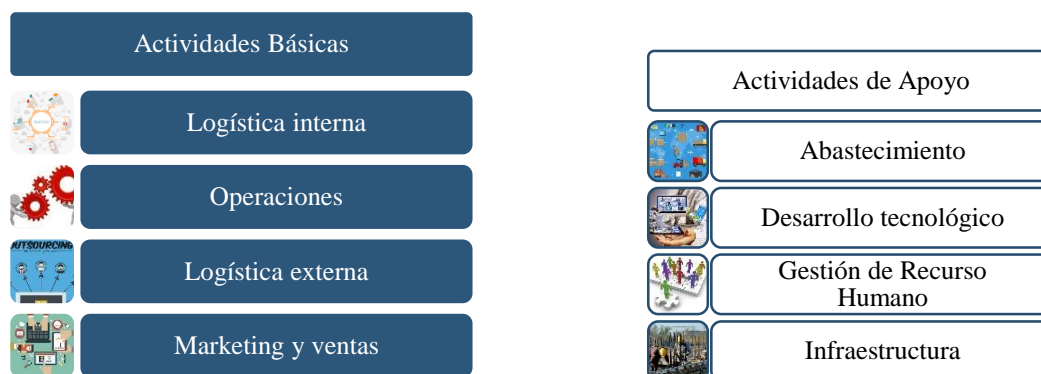 Actividades Básicas
Logística interna
Operaciones
OUTSOURCING
Logística externa
Marketing y ventas
Actividades de Apoyo
Abastecimiento
Desarrollo tecnológico
Gestión de Recurso
Humano
Infraestructura